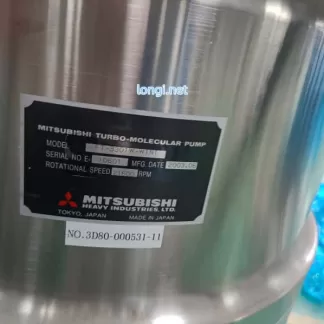 longl.net
MITSUBISHI TURBO-MOLECULAR PUMP
MODEL
SERIAL NO E- MFG. DATE
ROTATIONAL SPEED RPM
MITSUBISHI
HEAVY INDUSTRIES, LTD.
TOKYO, JAPAN MADE IN JAPAN
NO.3D80-000531-11